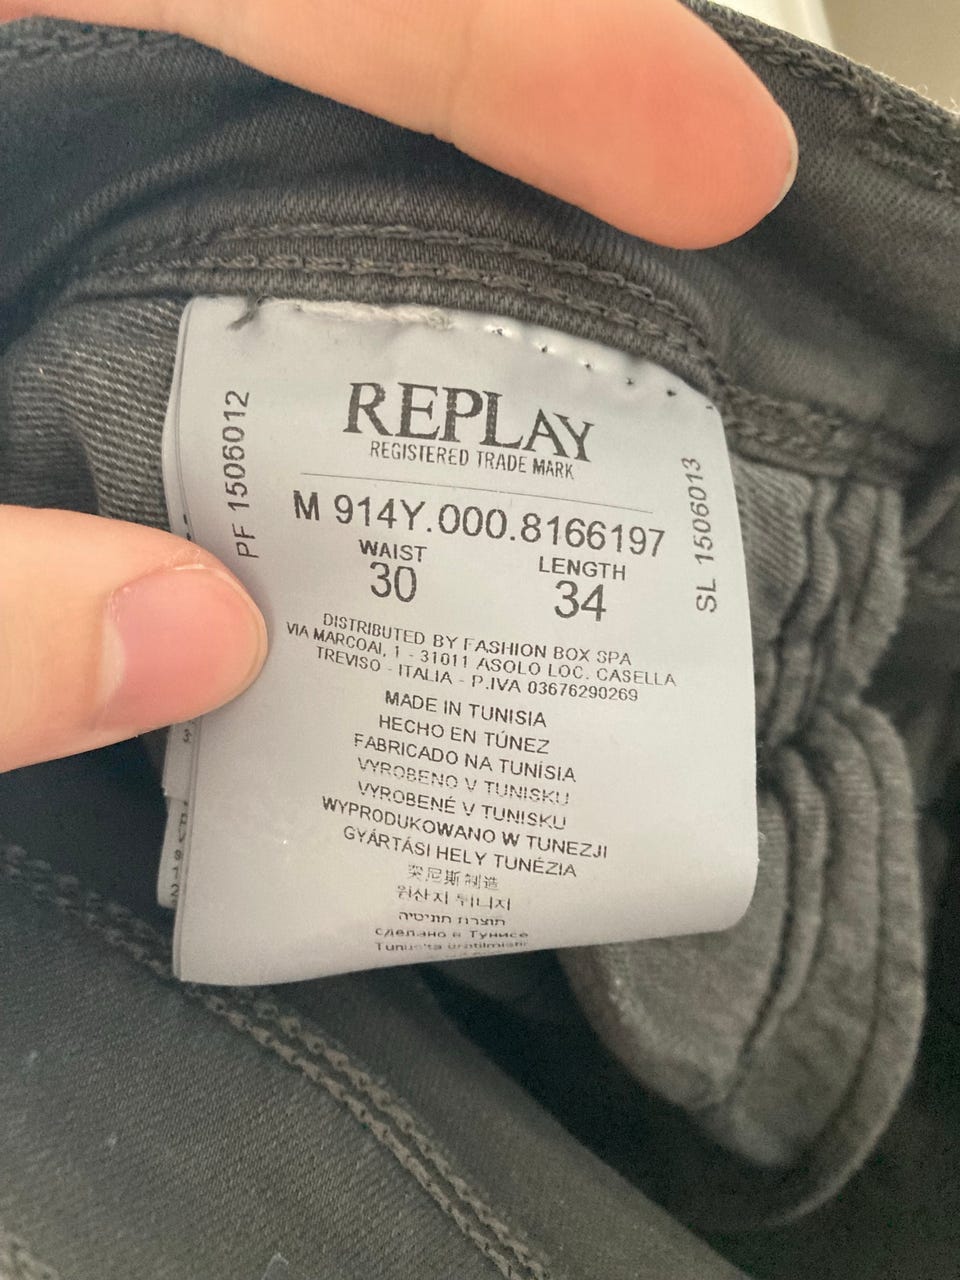 REPLAY
REGISTERED TRADE MARK
M 914Y.000.8166197
WAIST LENGTH
30 34
DISTRIBUTED BY FASHION BOX SPA
VIA MARCOAI, 1 - 31011 ASOLO LOC. CASELLA
TREVISO - ITALIA - P.IVA 03676290269
MADE IN TUNISIA
HECHO EN TÚNEZ
FABRICADO NA TUNÍSIA
VYROBENO V TUNISKU
VYROBENÉ V TUNISKU
WYPRODUKOWANO W TUNEZJI
GYÁRTÁSI HELY TUNÉZIA
突尼斯制造
원산지 튀니지
תוצרת תוניסיה
сделано в Тунисе
Tunus'ta üretilmiştir
PF 1506012
SL 1506013